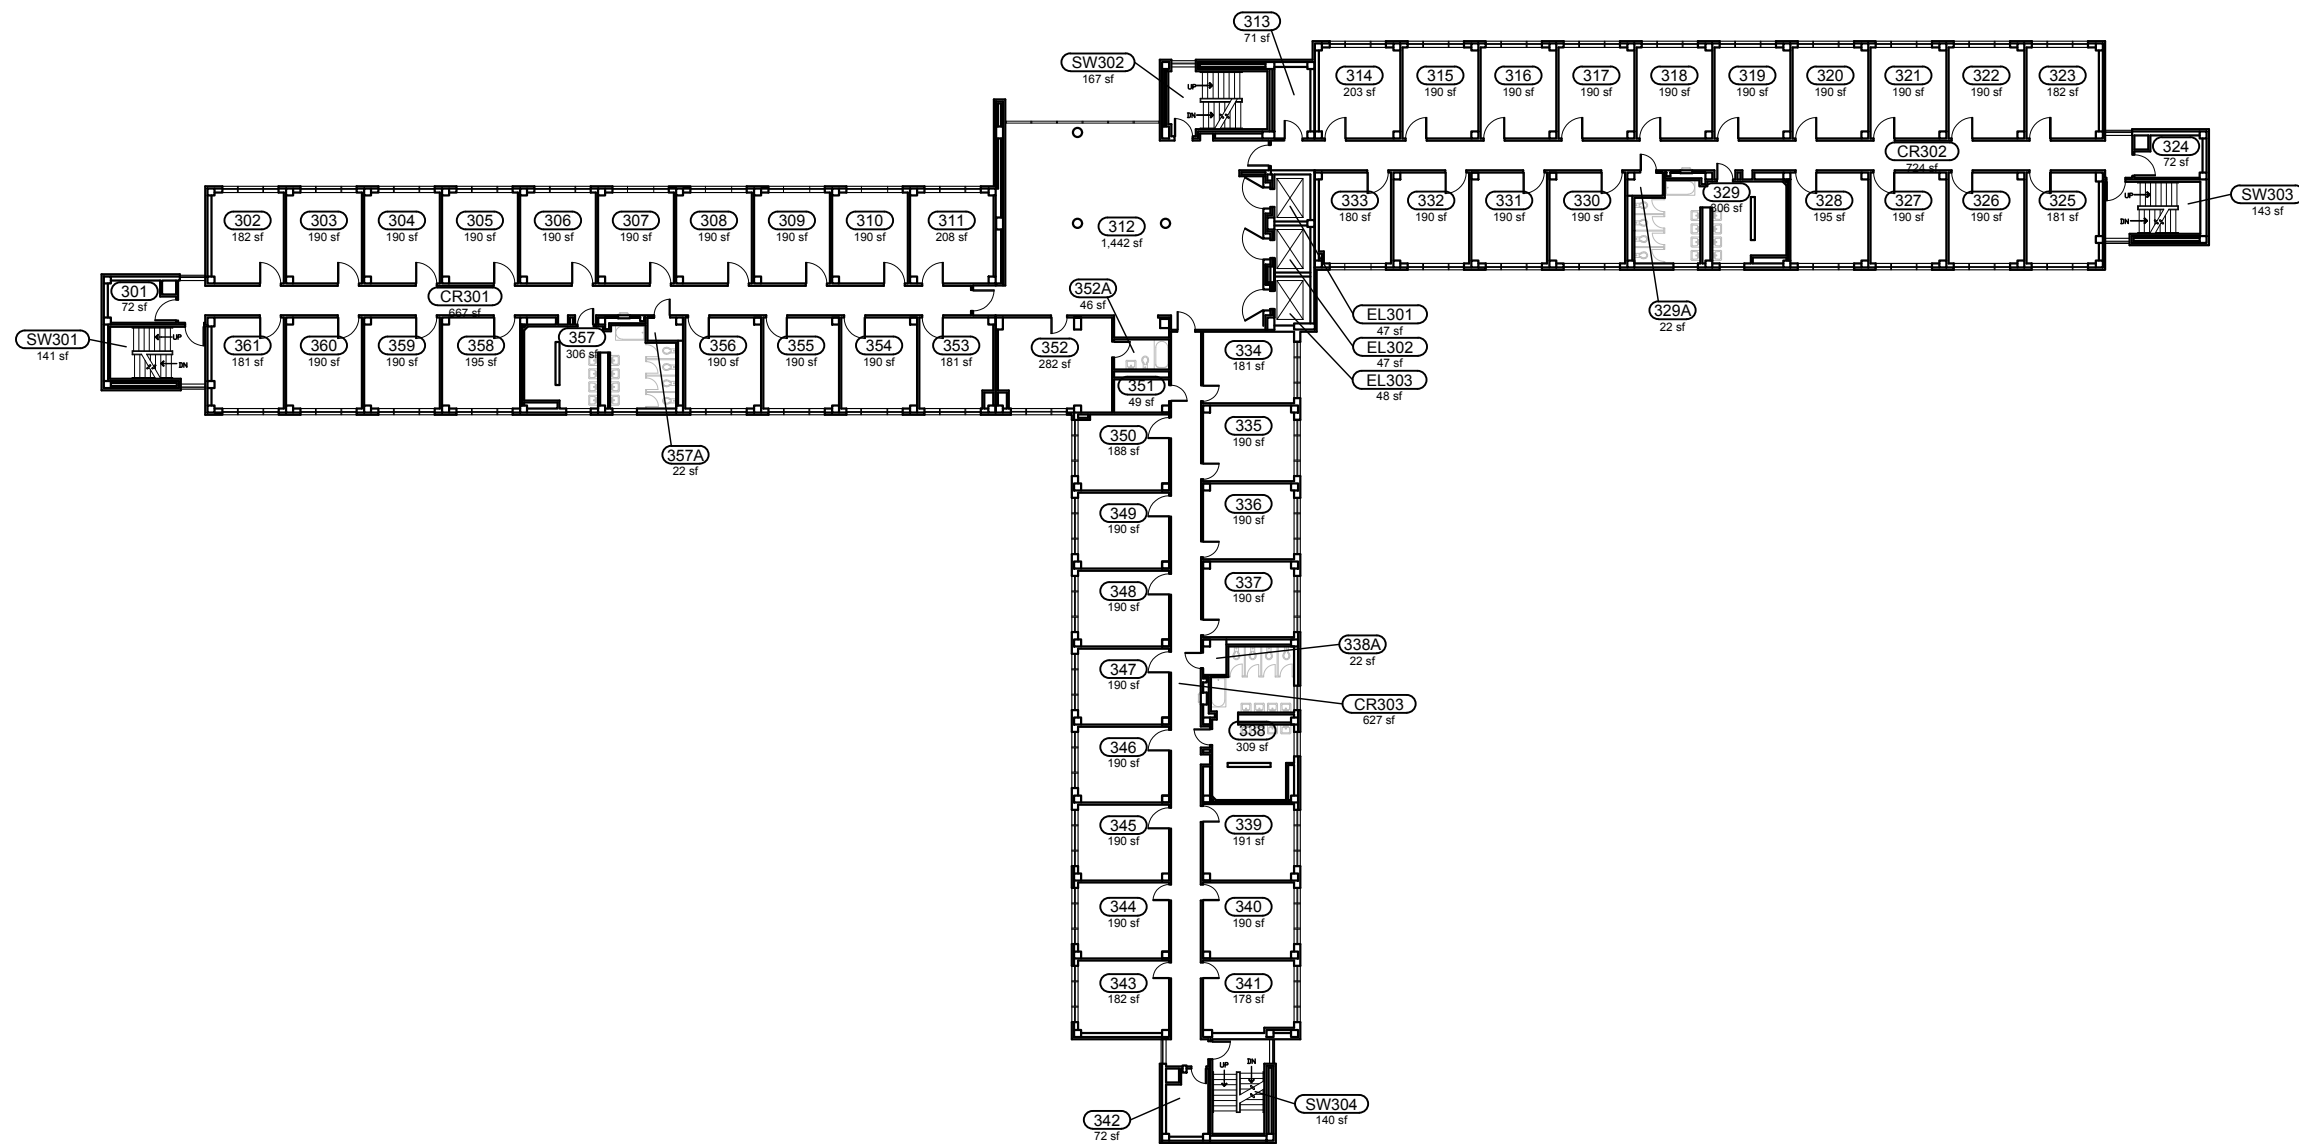 313
71 sf
SW302
167 sf
UP
DN
314
203 sf
315
190 sf
316
190 sf
317
190 sf
318
190 sf
319
190 sf
320
190 sf
321
190 sf
322
190 sf
323
182 sf
CR302
724 sf
324
72 sf
SW303
143 sf
UP
DN
333
180 sf
332
190 sf
331
190 sf
330
190 sf
329
306 sf
328
195 sf
327
190 sf
326
190 sf
325
181 sf
329A
22 sf
302
182 sf
303
190 sf
304
190 sf
305
190 sf
306
190 sf
307
190 sf
308
190 sf
309
190 sf
310
190 sf
311
208 sf
312
1,442 sf
301
72 sf
CR301
667 sf
352A
46 sf
EL301
47 sf
EL302
47 sf
EL303
48 sf
SW301
141 sf
UP
DN
361
181 sf
360
190 sf
359
190 sf
358
195 sf
357
306 sf
356
190 sf
355
190 sf
354
190 sf
353
181 sf
352
282 sf
351
49 sf
334
181 sf
357A
22 sf
350
188 sf
335
190 sf
349
190 sf
336
190 sf
348
190 sf
337
190 sf
338A
22 sf
347
190 sf
CR303
627 sf
346
190 sf
338
309 sf
345
190 sf
339
191 sf
344
190 sf
340
190 sf
343
182 sf
341
178 sf
UP
DN
342
72 sf
SW304
140 sf